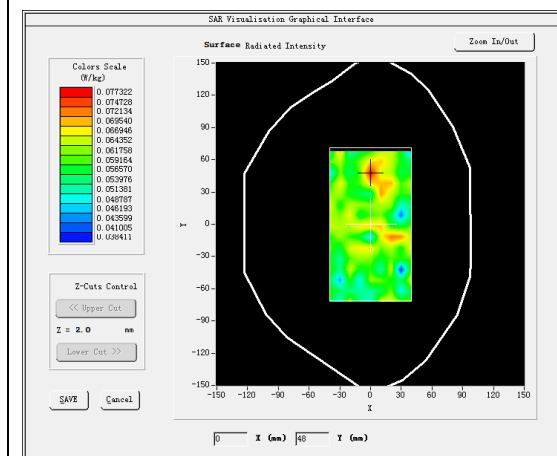 SAR Visualisation Graphical Interface
Surface Radiated Intensity
Zoom In/Out
Colors Scale
(W/kg)
0.077322
0.074728
0.072134
0.069540
0.066946
0.064352
0.061758
0.059164
0.056570
0.053976
0.051381
0.048787
0.046193
0.043599
0.041005
0.038411
Z-Cuts Control
<< Upper Cut
Z = 2.0 mm
Lower Cut >>
SAVE Cancel
150
120
90
60
30
0
-30
-60
-90
-120
-150
Y
-150 -120 -90 -60 -30 0 30 60 90 120 150
X
0 X (mm) 48 Y (mm)